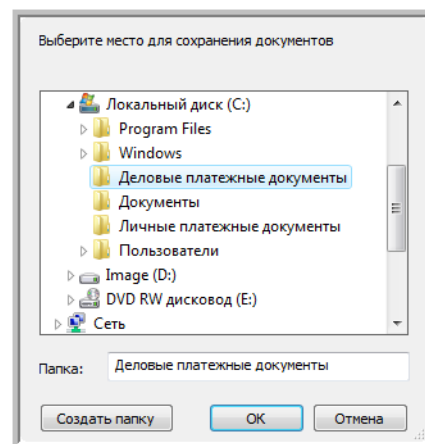 Выберите место для сохранения документов
Локальный диск (C:)
Program Files
Windows
Деловые платежные документы
Документы
Личные платежные документы
Пользователи
Image (D:)
DVD RW дисковод (E:)
Сеть
Папка: Деловые платежные документы
Создать папку OK Отмена